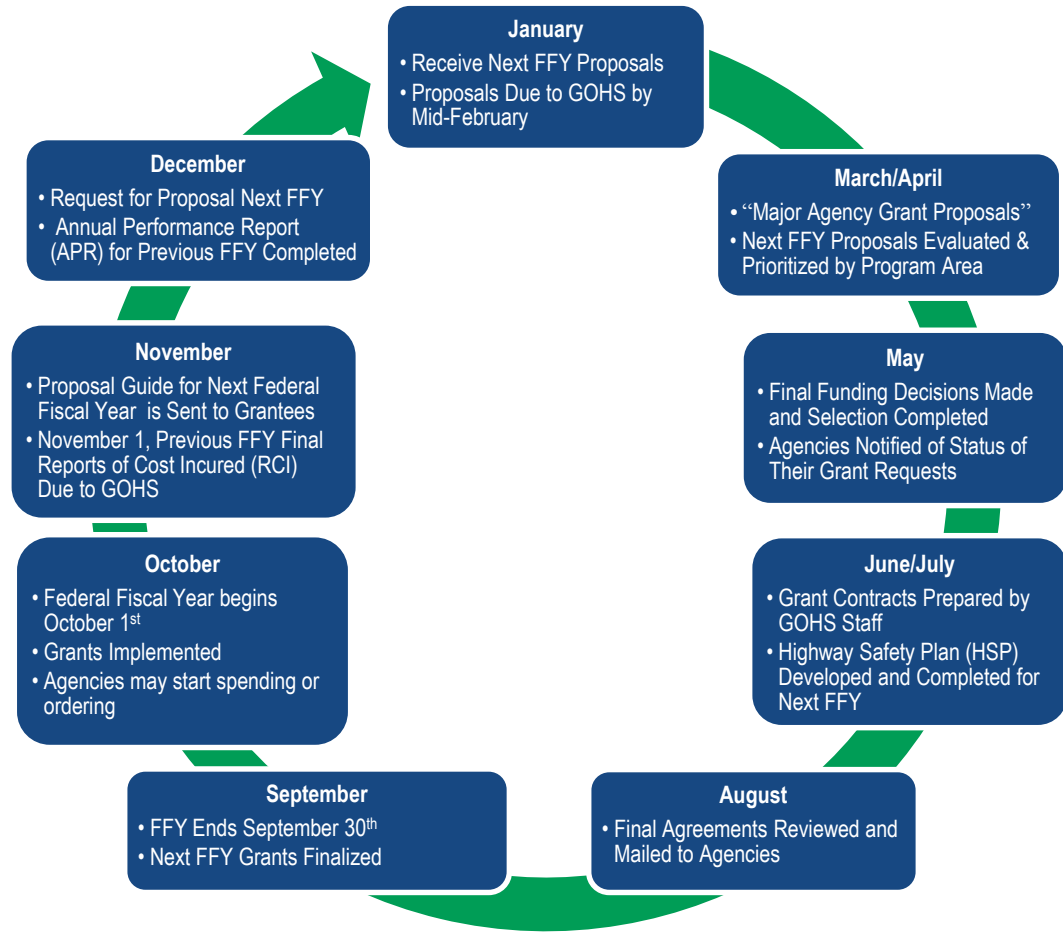 January
• Receive Next FFY Proposals
• Proposals Due to GOHS by
Mid-February
March/April
• “Major Agency Grant Proposals”
• Next FFY Proposals Evaluated &
Prioritized by Program Area
May
• Final Funding Decisions Made
and Selection Completed
• Agencies Notified of Status of
Their Grant Requests
June/July
• Grant Contracts Prepared by
GOHS Staff
• Highway Safety Plan (HSP)
Developed and Completed for
Next FFY
August
• Final Agreements Reviewed and
Mailed to Agencies
September
• FFY Ends September 30th
• Next FFY Grants Finalized
October
• Federal Fiscal Year begins
October 1st
• Grants Implemented
• Agencies may start spending or
ordering
November
• Proposal Guide for Next Federal
Fiscal Year is Sent to Grantees
• November 1, Previous FFY Final
Reports of Cost Incured (RCI)
Due to GOHS
December
• Request for Proposal Next FFY
• Annual Performance Report
(APR) for Previous FFY Completed